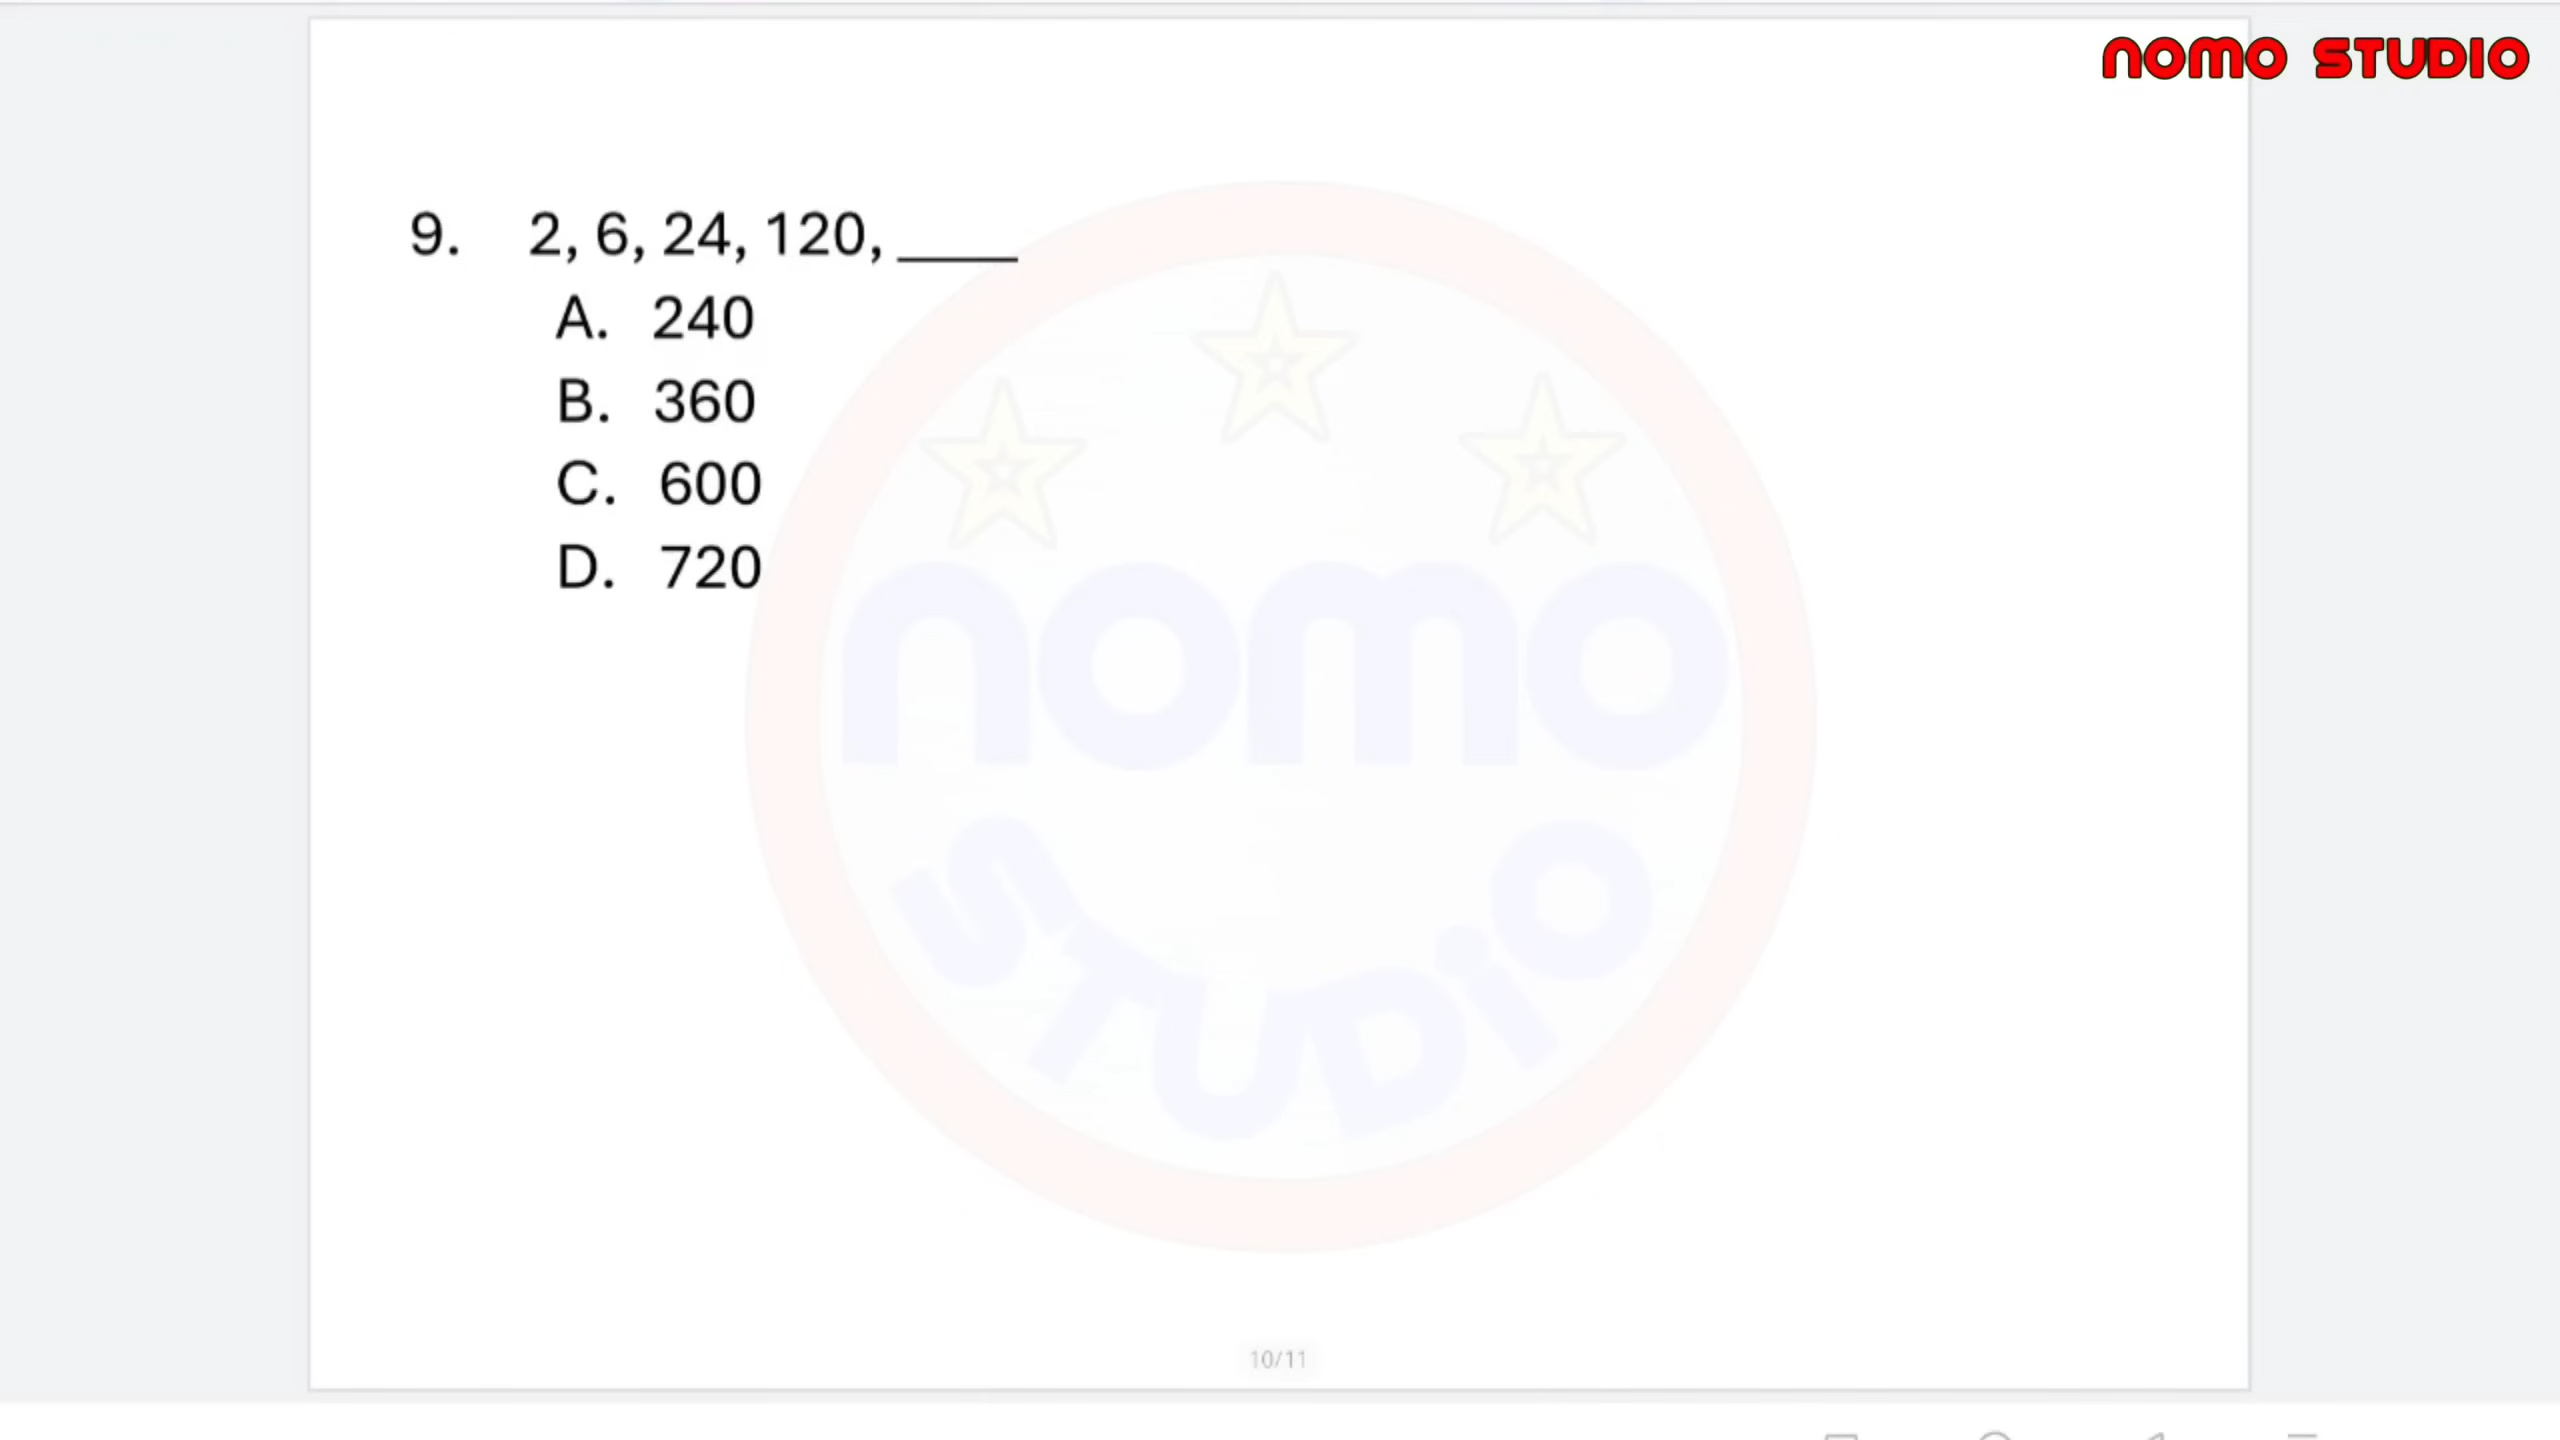 NOMO STUDIO
9. 2, 6, 24, 120, ____
A. 240
B. 360
C. 600
D. 720
nomo
STUDiO
10/11